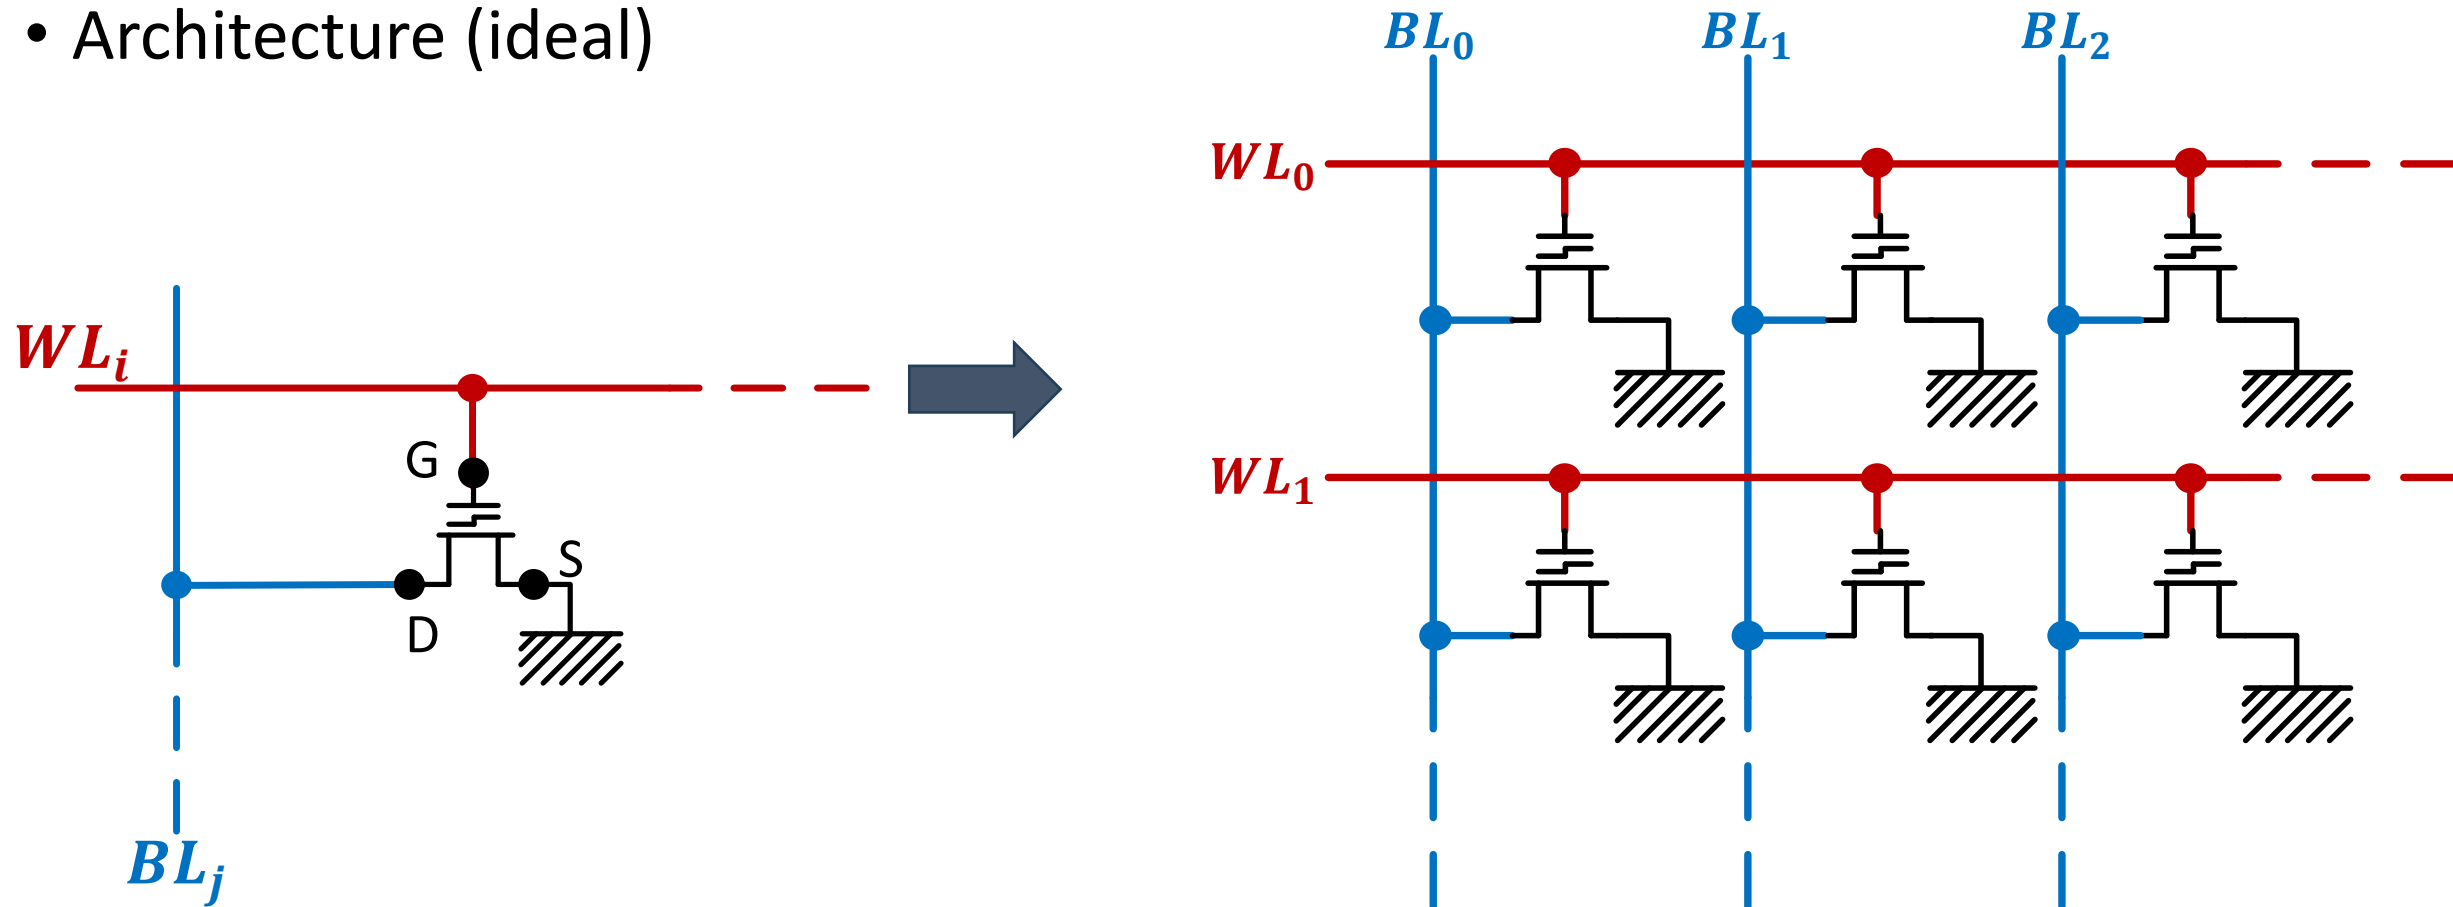 • Architecture (ideal)
BL₀ BL₁ BL₂
WL₀
WLᵢ
G
S
D
WL₁
BLⱼ